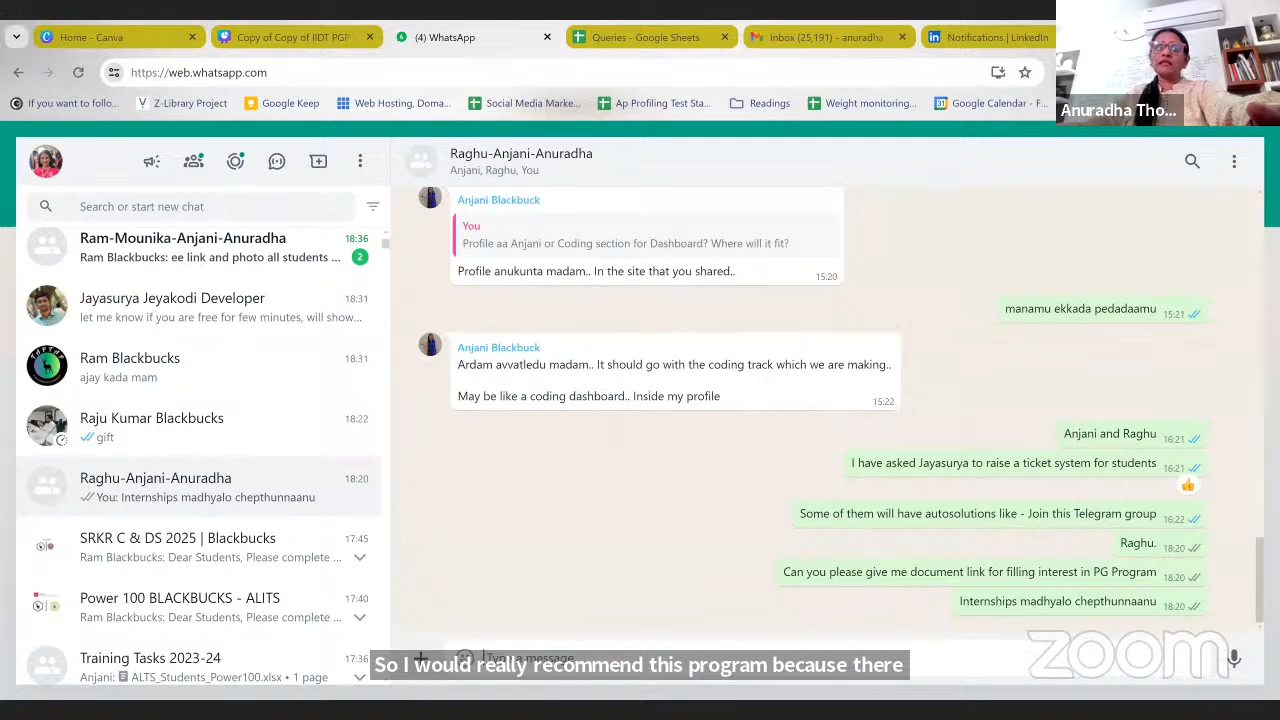 Home - Canva
Copy of Copy of IIDT PGP
(4) WhatsApp
Queries - Google Sheets
Inbox (25,191) - anuradha
Notifications | LinkedIn
https://web.whatsapp.com
If you want to follo...
Z-Library Project
Google Keep
Web Hosting, Doma...
Social Media Marke...
Ap Profiling Test Sta...
Readings
Weight monitoring...
Google Calendar - F...
Anuradha Tho...
Search or start new chat
Ram-Mounika-Anjani-Anuradha
18:36
Ram Blackbucks: ee link and photo all students ...
2
Jayasurya Jeyakodi Developer
18:31
let me know if you are free for few minutes, will show...
Ram Blackbucks
18:31
ajay kada mam
Raju Kumar Blackbucks
18:22
gift
Raghu-Anjani-Anuradha
18:20
You: Internships madhyalo chepthunnaanu
SRKR C & DS 2025 | Blackbucks
17:45
Ram Blackbucks: Dear Students, Please complete ...
Power 100 BLACKBUCKS - ALITS
17:40
Ram Blackbucks: Dear Students, Please complete ...
Training Tasks 2023-24
17:36
Anjani: ALTS_Students_Power100.xlsx • 1 page
Raghu-Anjani-Anuradha
Anjani, Raghu, You
Anjani Blackbuck
You
Profile aa Anjani or Coding section for Dashboard? Where will it fit?
Profile anukunta madam.. In the site that you shared..
15:20
manamu ekkada pedadaamu
15:21
Anjani Blackbuck
Ardam avvatledu madam.. It should go with the coding track which we are making..
May be like a coding dashboard.. Inside my profile
15:22
Anjani and Raghu
16:21
I have asked Jayasurya to raise a ticket system for students
16:21
Some of them will have autosolutions like - Join this Telegram group
16:22
Raghu.
18:20
Can you please give me document link for filling interest in PG Program
18:20
Internships madhyalo chepthunnaanu
18:20
Type a message
So I would really recommend this program because there
zoom